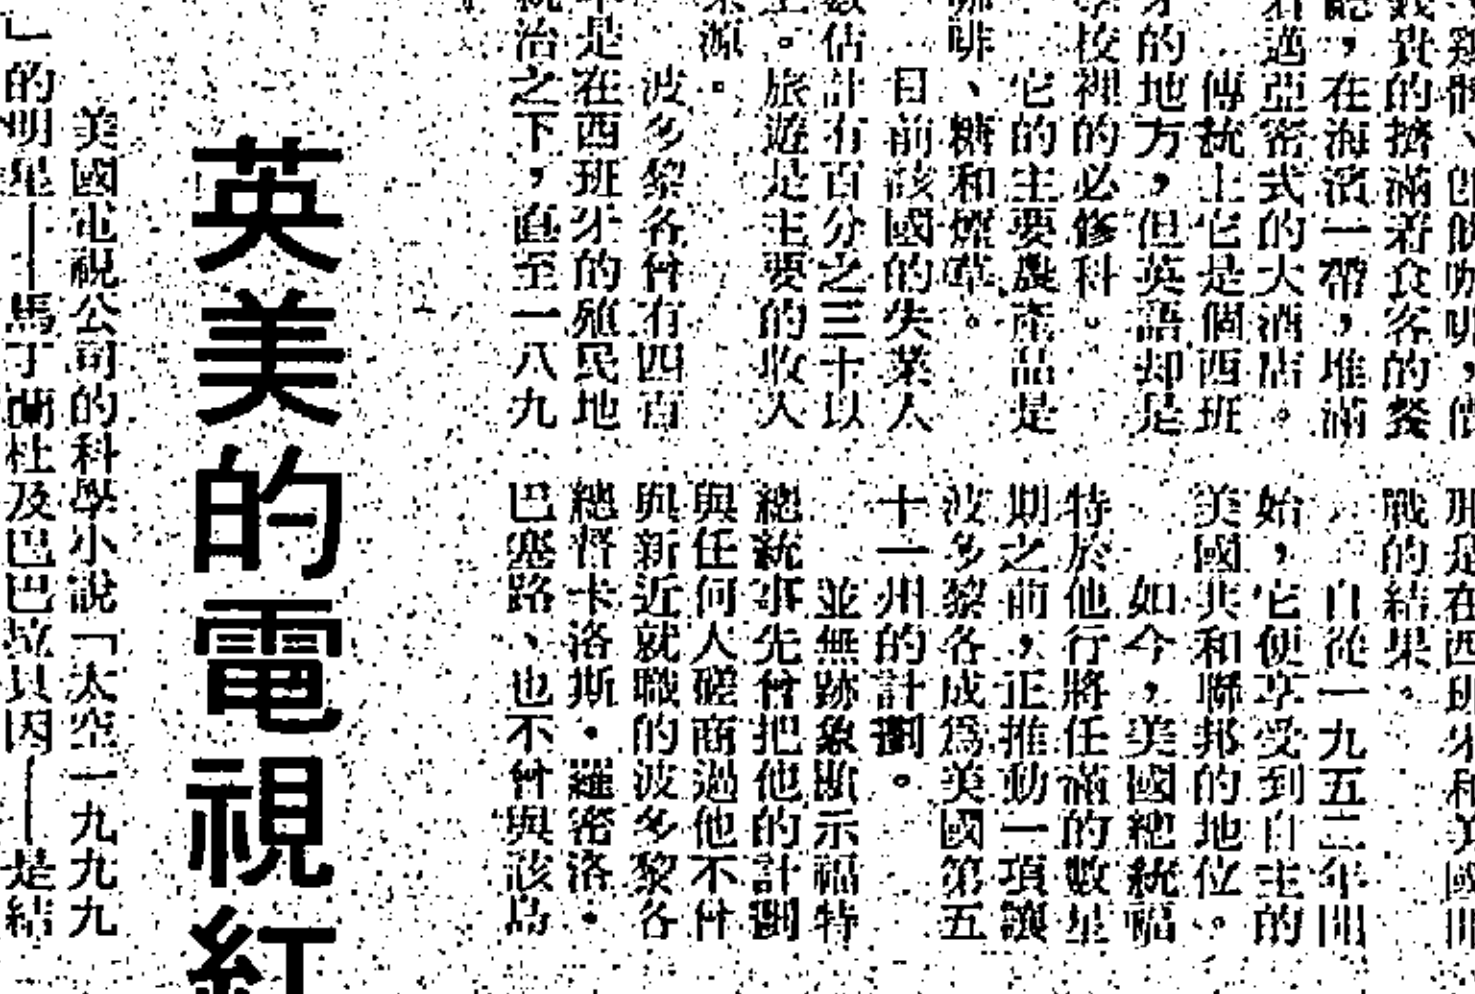 貴的擠滿着食客的餐
,在海濱一帶,堆滿
着邁亞密式的大酒店。
傳統上它是個西班
牙的地方,但英語却是
學校裡的必修科。
它的主要農產品是
咖啡、糖和煙草。
目前該國的失業人
數估計有百分之三十以
上。旅遊是主要的收入
來源。
波多黎各曾有四百
年是在西班牙的殖民地
統治之下,直至一八九
那是在西班牙和美國開
戰的結果。
自從一九五二年開
始,它便享受到自主的
美國共和聯邦的地位。
如今,美國總統福
特於他行將任滿的數星
期之前,正推動一項讓
波多黎各成爲美國第五
十一州的計劃。
並無跡象顯示福特
總統事先曾把他的計劃
與任何人磋商過他不曾
與新近就職的波多黎各
總督卡洛斯・羅密洛・
巴塞路、也不曾與該島
英美的電視紅
美國電視公司的科學小說「太空一九九九
」的明星——馬丁蘭杜及巴巴拉貝因——是結